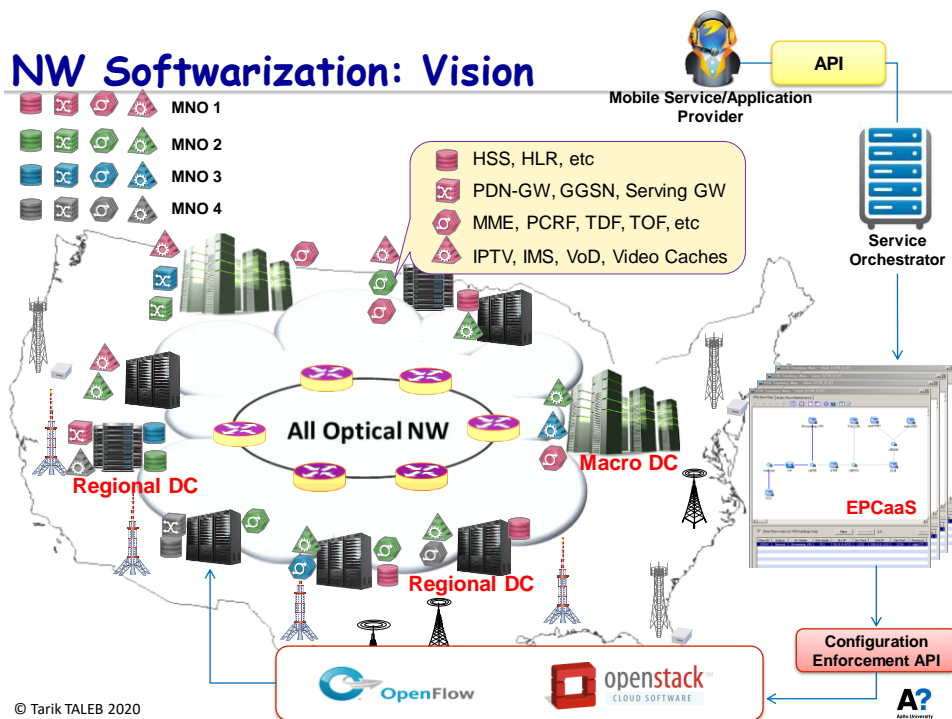 NW Softwarization: Vision
API
Mobile Service/Application
Provider
MNO 1
MNO 2
MNO 3
MNO 4
HSS, HLR, etc
PDN-GW, GGSN, Serving GW
MME, PCRF, TDF, TOF, etc
IPTV, IMS, VoD, Video Caches
Service
Orchestrator
All Optical NW
Macro DC
Regional DC
EPCaaS
Regional DC
Configuration
Enforcement API
OpenFlow
openstack
CLOUD SOFTWARE
© Tarik TALEB 2020
A?
Aalto University